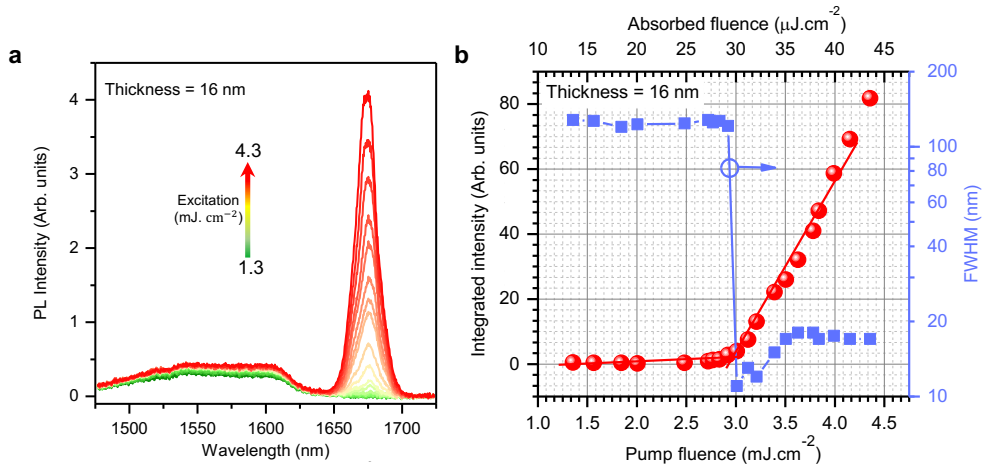 a
Thickness = 16 nm
4.3
Excitation
(mJ. cm⁻²)
1.3
PL Intensity (Arb. units)
4
3
2
1
0
1500 1550 1600 1650 1700
Wavelength (nm)
b
Absorbed fluence (μJ.cm⁻²)
10 15 20 25 30 35 40 45
Thickness = 16 nm
Integrated intensity (Arb. units)
80
60
40
20
0
200
100
80
60
40
20
10
FWHM (nm)
1.0 1.5 2.0 2.5 3.0 3.5 4.0 4.5
Pump fluence (mJ.cm⁻²)